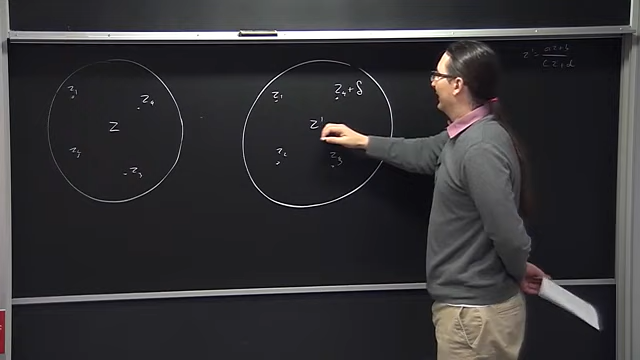 z₁
z₄
z
z₂
z₃
z₁
z₄+δ
z'
z₂
z₃
z' = az+b
cz+d